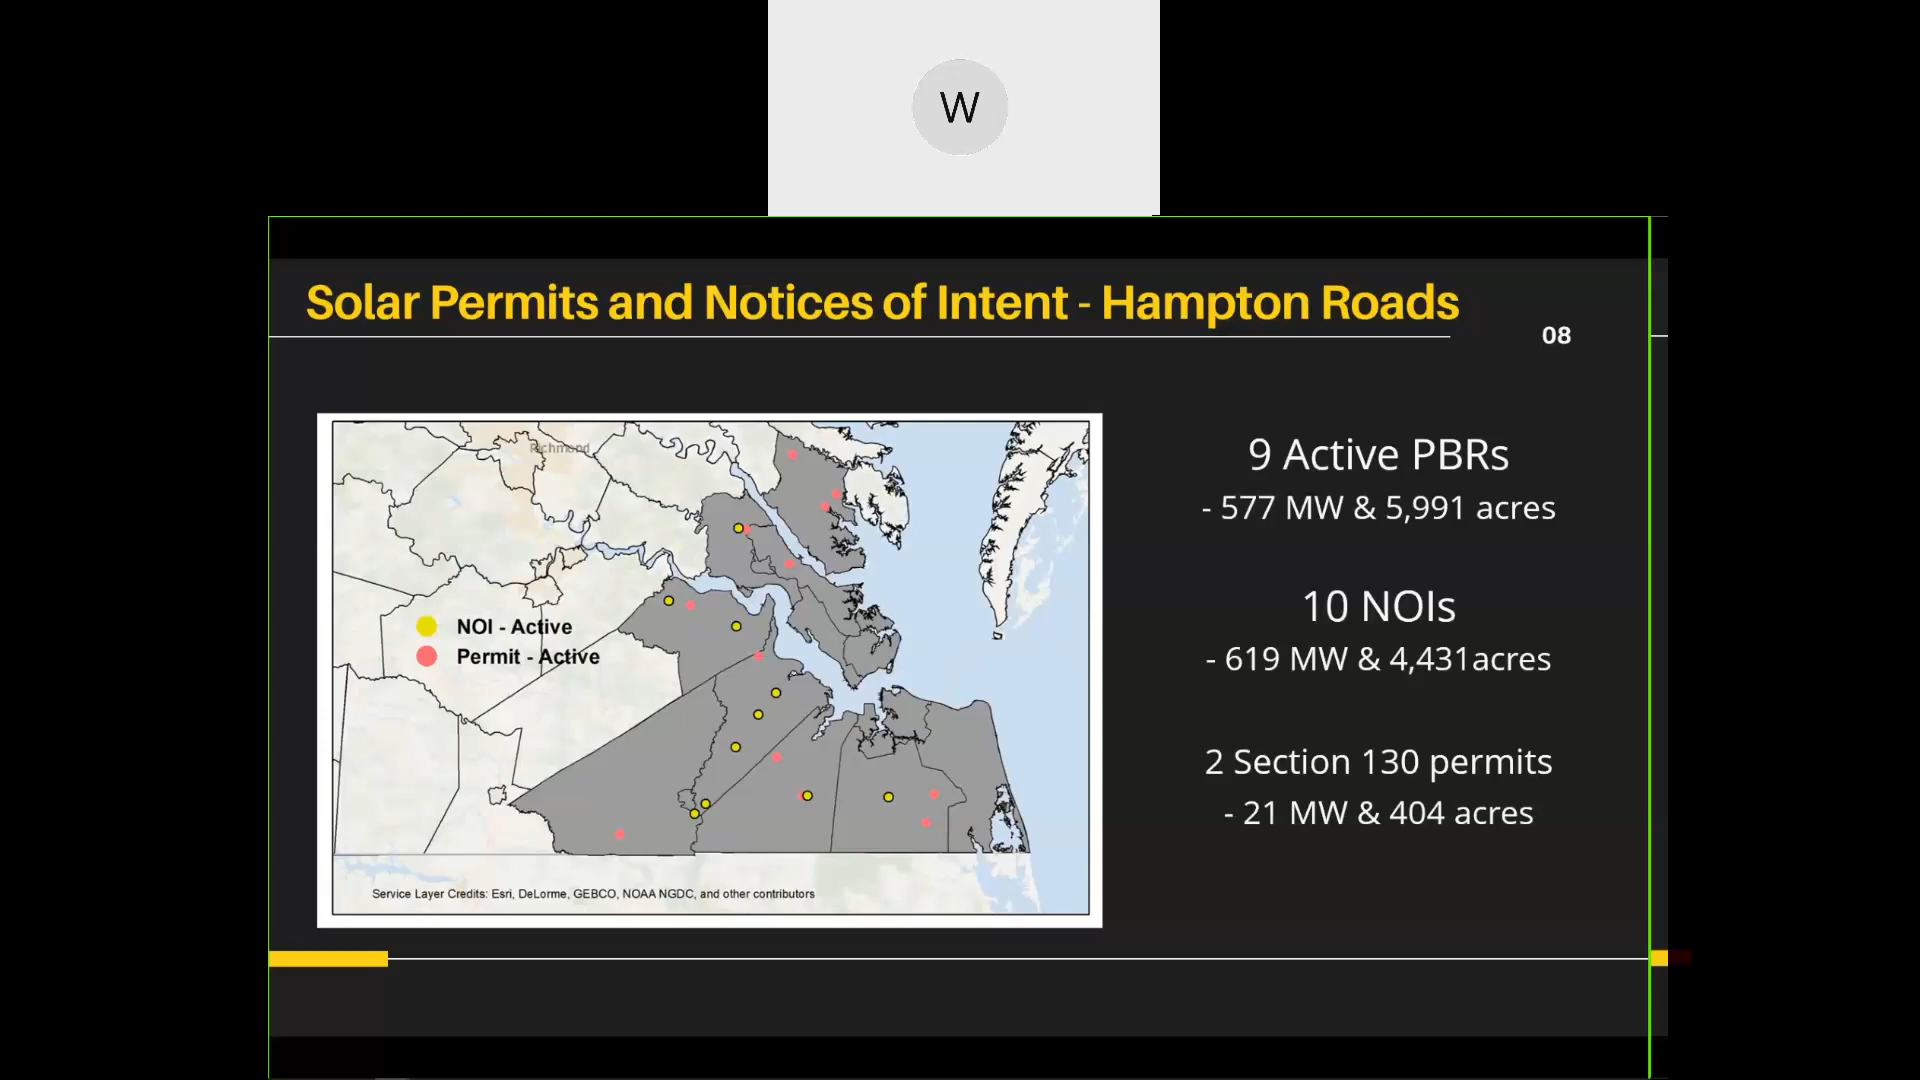 W
Solar Permits and Notices of Intent - Hampton Roads
08
Richmond
NOI - Active
Permit - Active
Service Layer Credits: Esri, DeLorme, GEBCO, NOAA NGDC, and other contributors
9 Active PBRs
- 577 MW & 5,991 acres
10 NOIs
- 619 MW & 4,431acres
2 Section 130 permits
- 21 MW & 404 acres